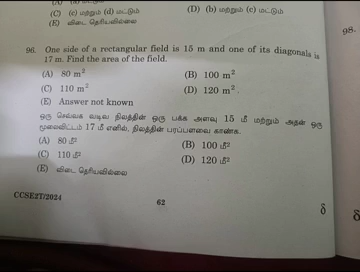 (C) (c) மற்றும் (d) மட்டும்
(D) (b) மற்றும் (c) மட்டும்
(E) விடை தெரியவில்லை
98.
96. One side of a rectangular field is 15 m and one of its diagonals is
17 m. Find the area of the field.
(A) 80 m²
(B) 100 m²
(C) 110 m²
(D) 120 m²
(E) Answer not known
ஒரு செவ்வக வடிவ நிலத்தின் ஒரு பக்க அளவு 15 மீ மற்றும் அதன் ஒரு
மூலைவிட்டம் 17 மீ எனில், நிலத்தின் பரப்பளவை காண்க.
(A) 80 மீ²
(B) 100 மீ²
(C) 110 மீ²
(D) 120 மீ²
(E) விடை தெரியவில்லை
CCSE2T/2024
62
δ
δ